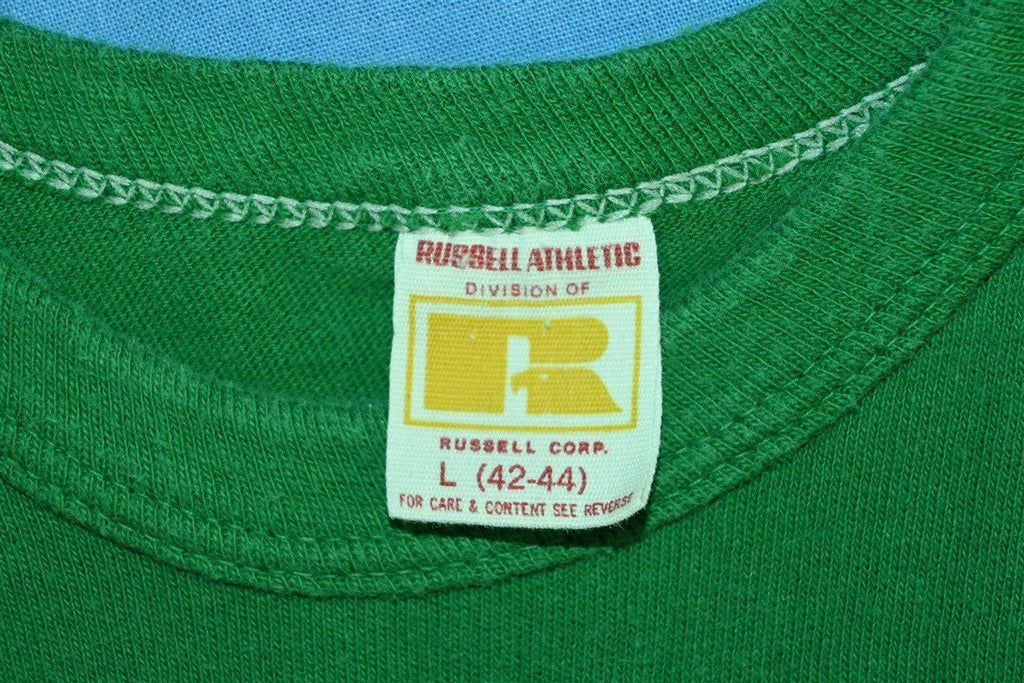 RUSSELL ATHLETIC
DIVISION OF
R
RUSSELL CORP.
L (42-44)
FOR CARE & CONTENT SEE REVERSE